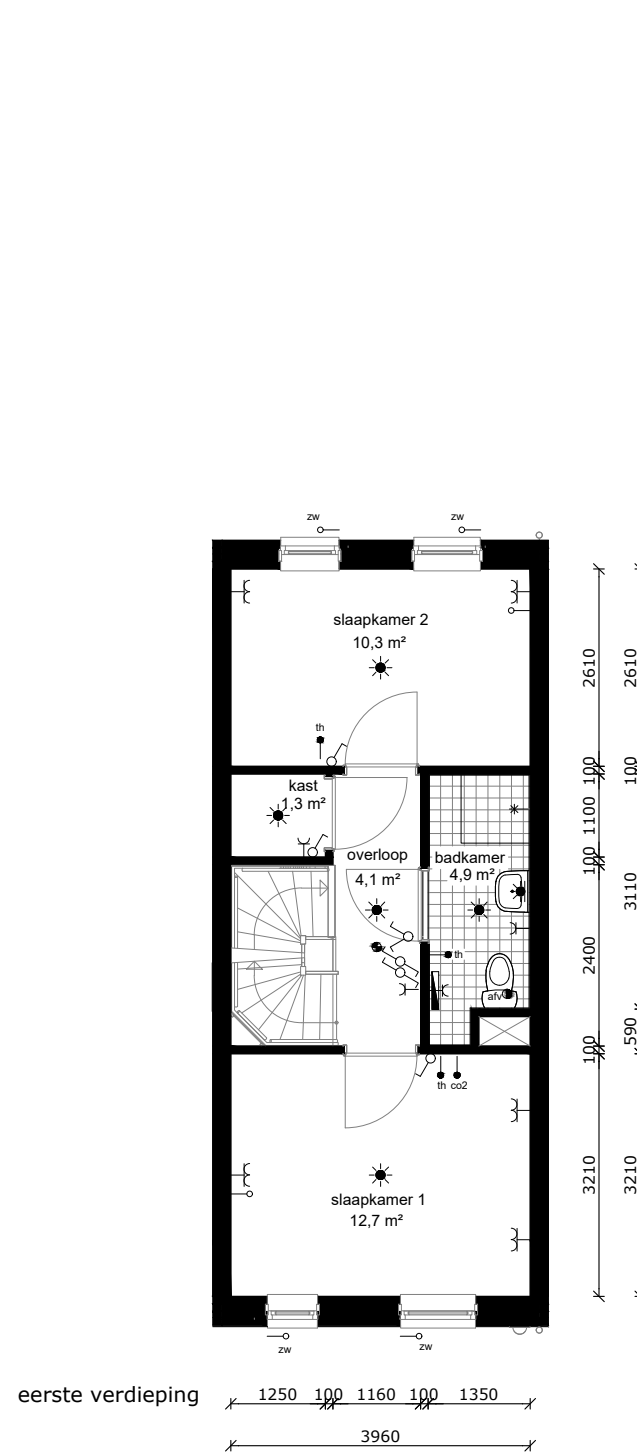 zw
zw
slaapkamer 2
10,3 m²
2610
2610
th
100
100
kast
1,3 m²
1100
overloop
4,1 m²
badkamer
4,9 m²
100
3110
th
2400
afv
590
100
th co2
slaapkamer 1
12,7 m²
3210
3210
zw
zw
eerste verdieping
1250 100 1160 100 1350
3960